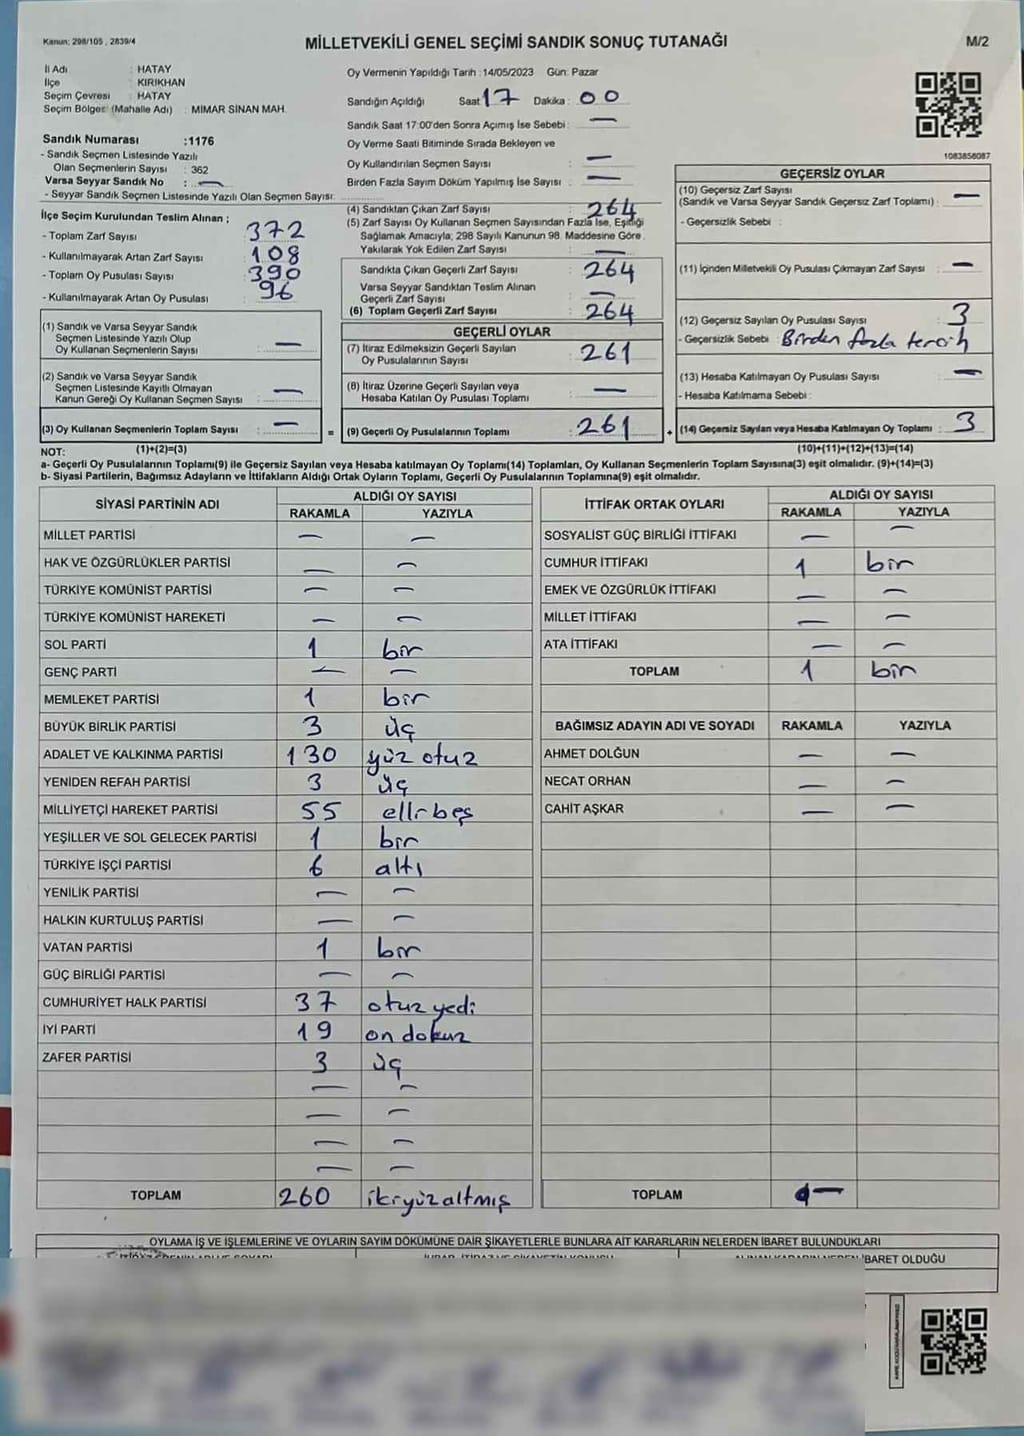 Kanun: 298/105 , 2839/4
MİLLETVEKİLİ GENEL SEÇİMİ SANDIK SONUÇ TUTANAĞI
M/2
İl Adı : HATAY
İlçe : KIRIKHAN
Seçim Çevresi : HATAY
Seçim Bölgesi (Mahalle Adı) : MIMAR SİNAN MAH.
Sandık Numarası :1176
- Sandık Seçmen Listesinde Yazılı
Olan Seçmenlerin Sayısı : 362
Varsa Seyyar Sandık No : —
- Seyyar Sandık Seçmen Listesinde Yazılı Olan Seçmen Sayısı:
Oy Vermenin Yapıldığı Tarih :14/05/2023 Gün: Pazar
Sandığın Açıldığı Saat 17 Dakika : 00
Sandık Saat 17:00'den Sonra Açımış İse Sebebi : —
Oy Verme Saati Bitiminde Sırada Bekleyen ve
Oy Kullandırılan Seçmen Sayısı : —
Birden Fazla Sayım Döküm Yapılmış İse Sayısı : —
1083856087
İlçe Seçim Kurulundan Teslim Alınan ;
- Toplam Zarf Sayısı : 372
- Kullanılmayarak Artan Zarf Sayısı : 108
- Toplam Oy Pusulası Sayısı : 390
- Kullanılmayarak Artan Oy Pusulası : 96
(1) Sandık ve Varsa Seyyar Sandık
Seçmen Listesinde Yazılı Olup
Oy Kullanan Seçmenlerin Sayısı : —
(2) Sandık ve Varsa Seyyar Sandık
Seçmen Listesinde Kayıtlı Olmayan
Kanun Gereği Oy Kullanan Seçmen Sayısı : —
(3) Oy Kullanan Seçmenlerin Toplam Sayısı : —
(1)+(2)=(3)
(4) Sandıktan Çıkan Zarf Sayısı : 264
(5) Zarf Sayısı Oy Kullanan Seçmen Sayısından Fazla İse, Eşitliği
Sağlamak Amacıyla; 298 Sayılı Kanunun 98. Maddesine Göre
Yakılarak Yok Edilen Zarf Sayısı : —
Sandıkta Çıkan Geçerli Zarf Sayısı : 264
Varsa Seyyar Sandıktan Teslim Alınan
Geçerli Zarf Sayısı : —
(6) Toplam Geçerli Zarf Sayısı : 264
GEÇERLİ OYLAR
(7) İtiraz Edilmeksizin Geçerli Sayılan
Oy Pusulalarının Sayısı : 261
(8) İtiraz Üzerine Geçerli Sayılan veya
Hesaba Katılan Oy Pusulası Toplamı : —
= (9) Geçerli Oy Pusulalarının Toplamı : 261 +
GEÇERSİZ OYLAR
(10) Geçersiz Zarf Sayısı
(Sandık ve Varsa Seyyar Sandık Geçersiz Zarf Toplamı) : —
- Geçersizlik Sebebi :
(11) İçinden Milletvekili Oy Pusulası Çıkmayan Zarf Sayısı : —
(12) Geçersiz Sayılan Oy Pusulası Sayısı : 3
- Geçersizlik Sebebi : Birden fazla tercih
(13) Hesaba Katılmayan Oy Pusulası Sayısı : —
- Hesaba Katılmama Sebebi :
(14) Geçersiz Sayılan veya Hesaba Katılmayan Oy Toplamı : 3
(10)+(11)+(12)+(13)=(14)
NOT:
a- Geçerli Oy Pusulalarının Toplamı(9) ile Geçersiz Sayılan veya Hesaba katılmayan Oy Toplamı(14) Toplamları, Oy Kullanan Seçmenlerin Toplam Sayısına(3) eşit olmalıdır. (9)+(14)=(3)
b- Siyasi Partilerin, Bağımsız Adayların ve İttifakların Aldığı Ortak Oyların Toplamı, Geçerli Oy Pusulalarının Toplamına(9) eşit olmalıdır.
SİYASİ PARTİNİN ADI ALDIĞI OY SAYISI
RAKAMLA YAZIYLA
MİLLET PARTİSİ — —
HAK VE ÖZGÜRLÜKLER PARTİSİ — —
TÜRKİYE KOMÜNİST PARTİSİ — —
TÜRKİYE KOMÜNİST HAREKETİ — —
SOL PARTİ 1 bir
GENÇ PARTİ — —
MEMLEKET PARTİSİ 1 bir
BÜYÜK BİRLİK PARTİSİ 3 üç
ADALET VE KALKINMA PARTİSİ 130 yüz otuz
YENİDEN REFAH PARTİSİ 3 üç
MİLLİYETÇİ HAREKET PARTİSİ 55 elli beş
YEŞİLLER VE SOL GELECEK PARTİSİ 1 bir
TÜRKİYE İŞÇİ PARTİSİ 6 altı
YENİLİK PARTİSİ — —
HALKIN KURTULUŞ PARTİSİ — —
VATAN PARTİSİ 1 bir
GÜÇ BİRLİĞİ PARTİSİ — —
CUMHURİYET HALK PARTİSİ 37 otuz yedi
İYİ PARTİ 19 on dokuz
ZAFER PARTİSİ 3 üç
— —
— —
— —
— —
TOPLAM 260 ikiyüzaltmış
İTTİFAK ORTAK OYLARI ALDIĞI OY SAYISI
RAKAMLA YAZIYLA
SOSYALİST GÜÇ BİRLİĞİ İTTİFAKI — —
CUMHUR İTTİFAKI 1 bir
EMEK VE ÖZGÜRLÜK İTTİFAKI — —
MİLLET İTTİFAKI — —
ATA İTTİFAKI — —
TOPLAM 1 bir
BAĞIMSIZ ADAYIN ADI VE SOYADI RAKAMLA YAZIYLA
AHMET DOLĞUN — —
NECAT ORHAN — —
CAHİT AŞKAR — —
TOPLAM —
OYLAMA İŞ VE İŞLEMLERİNE VE OYLARIN SAYIM DÖKÜMÜNE DAİR ŞİKAYETLERLE BUNLARA AİT KARARLARIN NELERDEN İBARET BULUNDUKLARI
İBARET OLDUĞU